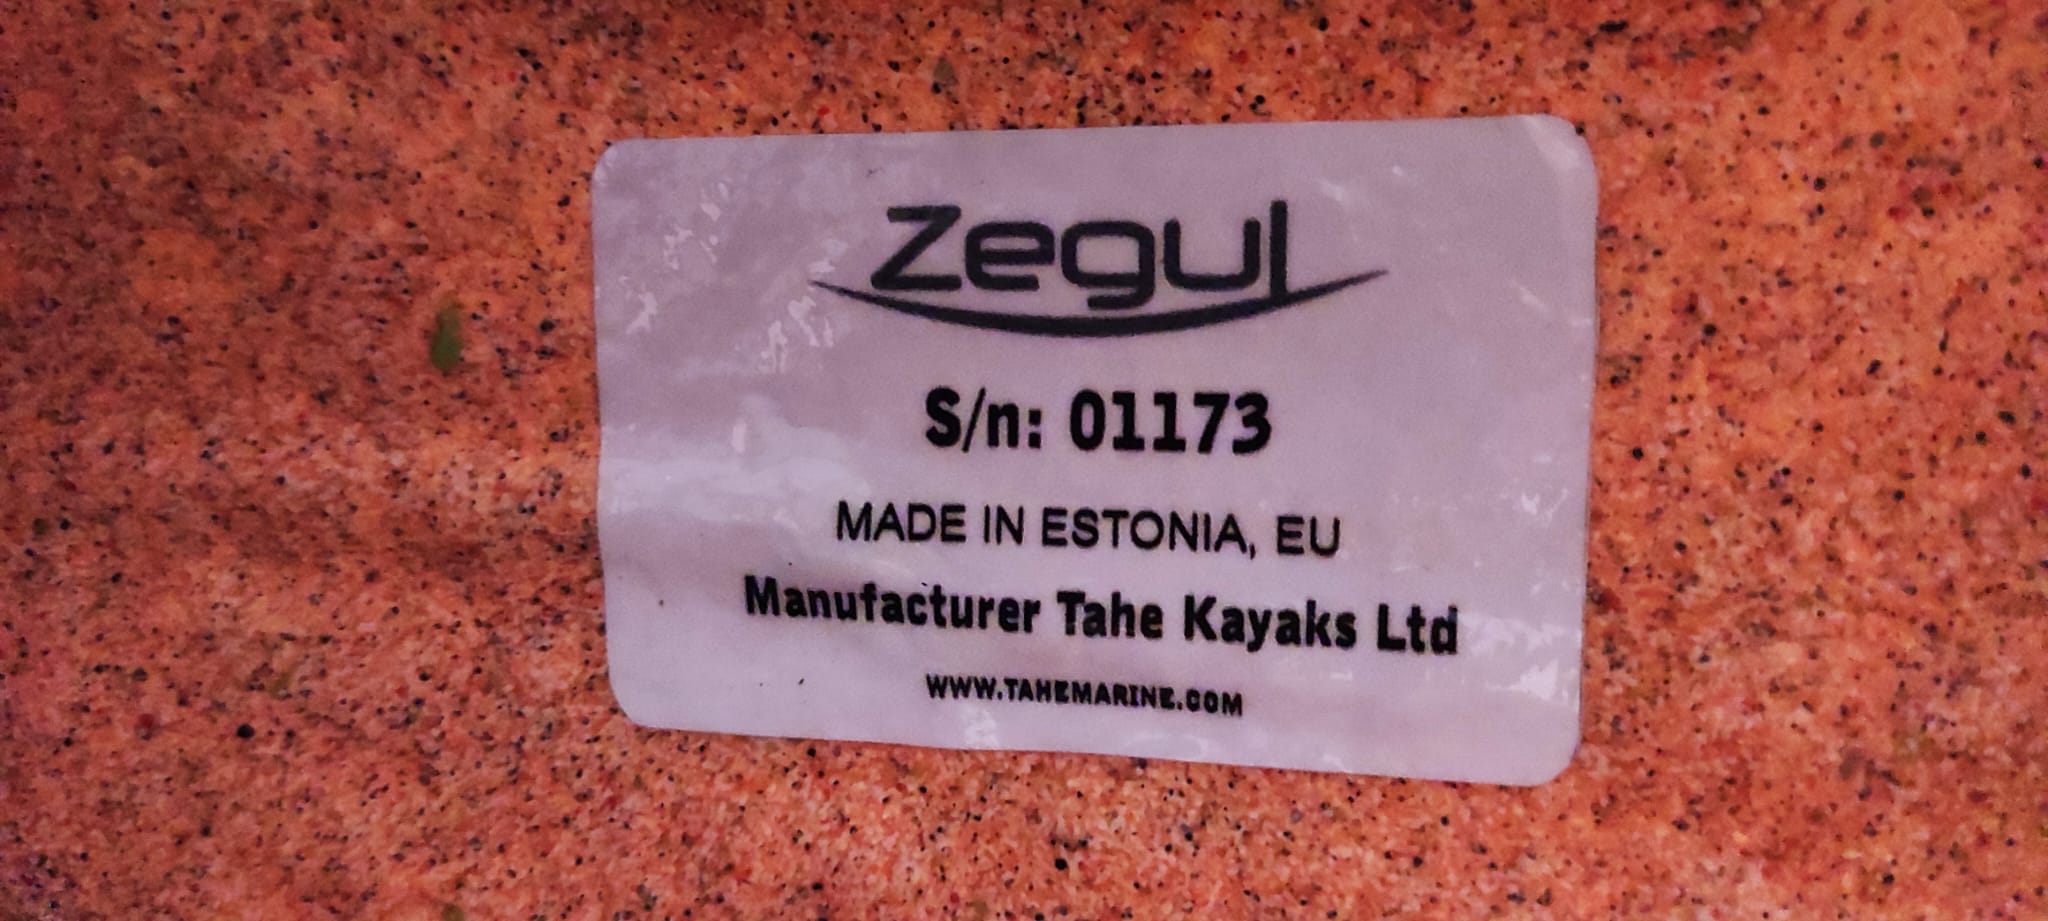 zegul
S/n: 01173
MADE IN ESTONIA, EU
Manufacturer Tahe Kayaks Ltd
WWW.TAHEMARINE.COM